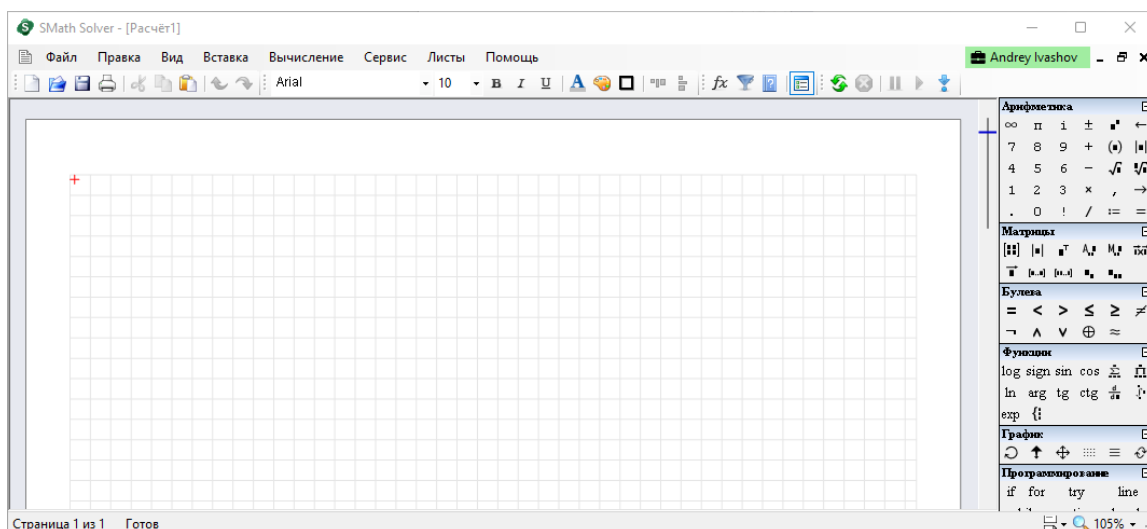 SMath Solver - [Расчёт1]
Файл Правка Вид Вставка Вычисление Сервис Листы Помощь
Andrey Ivashov
Arial 10 B I U A fx
Арифметика
∞ π i ± ←
7 8 9 +
4 5 6 −
1 2 3 × , →
. 0 ! / := =
Матрицы
Булева
= < > ≤ ≥ ≠
¬ ∧ ∨ ⊕ ≈
Функции
log sign sin cos
ln arg tg ctg
exp
График
Программирование
if for try line
Страница 1 из 1 Готов
105%